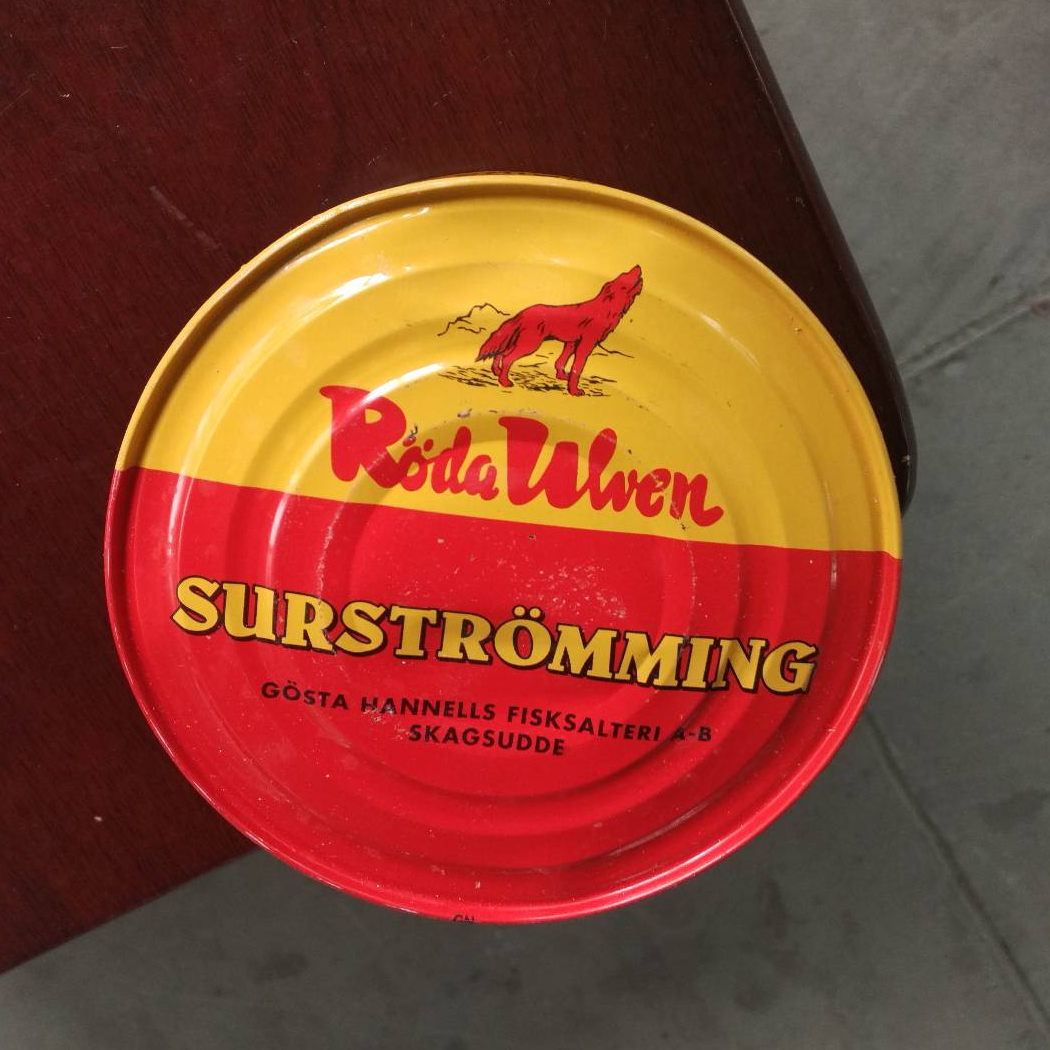 Röda Ulven
SURSTRÖMMING
GÖSTA HANNELLS FISKSALTERI A-B
SKAGSUDDE